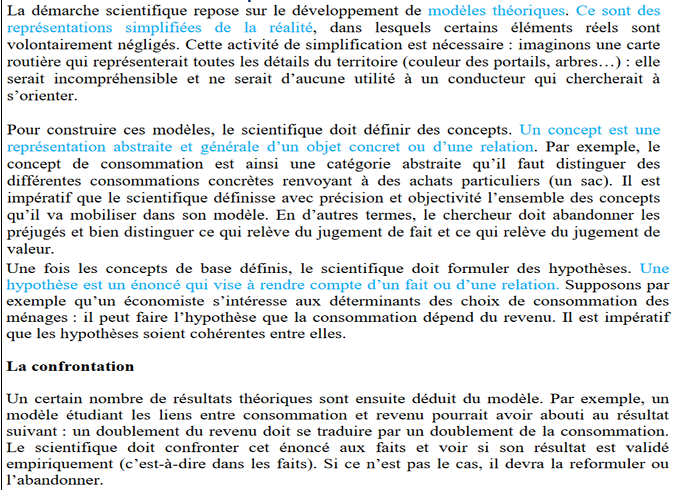 La démarche scientifique repose sur le développement de modèles théoriques. Ce sont des
représentations simplifiées de la réalité, dans lesquels certains éléments réels sont
volontairement négligés. Cette activité de simplification est nécessaire : imaginons une carte
routière qui représenterait toutes les détails du territoire (couleur des portails, arbres…) : elle
serait incompréhensible et ne serait d’aucune utilité à un conducteur qui chercherait à
s’orienter.
Pour construire ces modèles, le scientifique doit définir des concepts. Un concept est une
représentation abstraite et générale d’un objet concret ou d’une relation. Par exemple, le
concept de consommation est ainsi une catégorie abstraite qu’il faut distinguer des
différentes consommations concrètes renvoyant à des achats particuliers (un sac). Il est
impératif que le scientifique définisse avec précision et objectivité l’ensemble des concepts
qu’il va mobiliser dans son modèle. En d’autres termes, le chercheur doit abandonner les
préjugés et bien distinguer ce qui relève du jugement de fait et ce qui relève du jugement de
valeur.
Une fois les concepts de base définis, le scientifique doit formuler des hypothèses. Une
hypothèse est un énoncé qui vise à rendre compte d’un fait ou d’une relation. Supposons par
exemple qu’un économiste s’intéresse aux déterminants des choix de consommation des
ménages : il peut faire l’hypothèse que la consommation dépend du revenu. Il est impératif
que les hypothèses soient cohérentes entre elles.
La confrontation
Un certain nombre de résultats théoriques sont ensuite déduit du modèle. Par exemple, un
modèle étudiant les liens entre consommation et revenu pourrait avoir abouti au résultat
suivant : un doublement du revenu doit se traduire par un doublement de la consommation.
Le scientifique doit confronter cet énoncé aux faits et voir si son résultat est validé
empiriquement (c’est-à-dire dans les faits). Si ce n’est pas le cas, il devra la reformuler ou
l’abandonner.